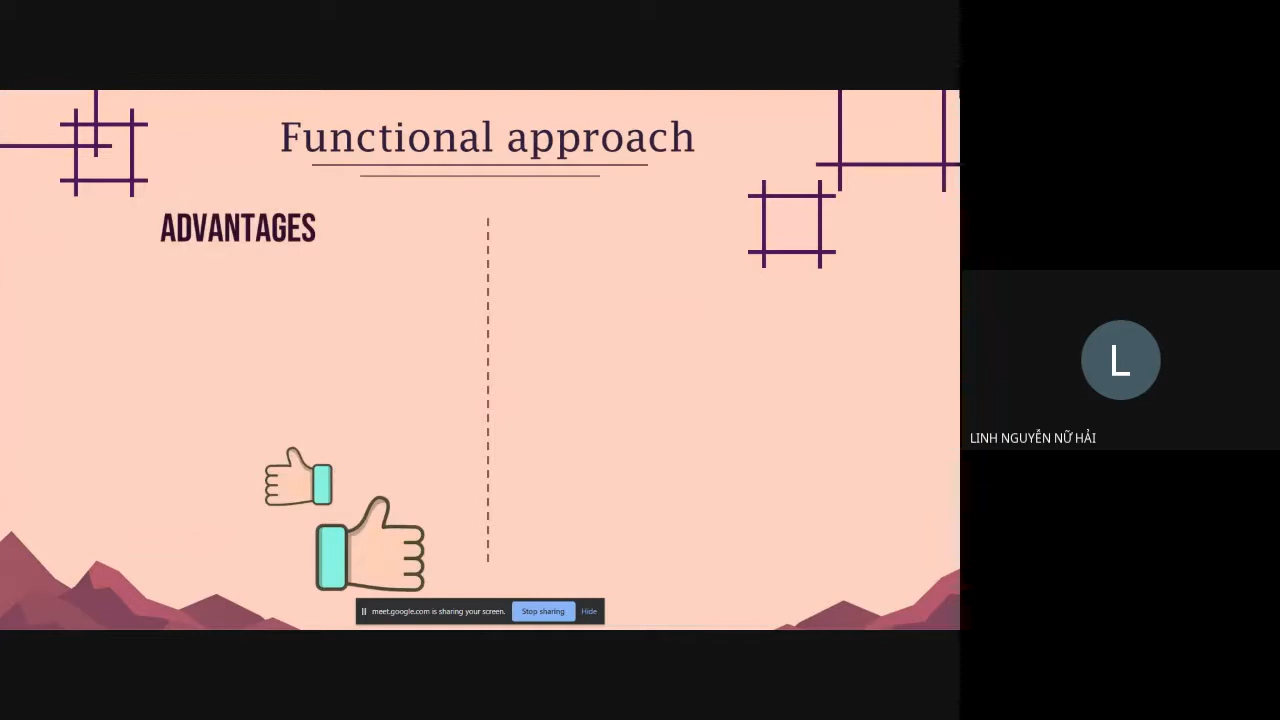 Functional approach
ADVANTAGES
L
LINH NGUYỄN NỮ HẢI
meet.google.com is sharing your screen. Stop sharing Hide